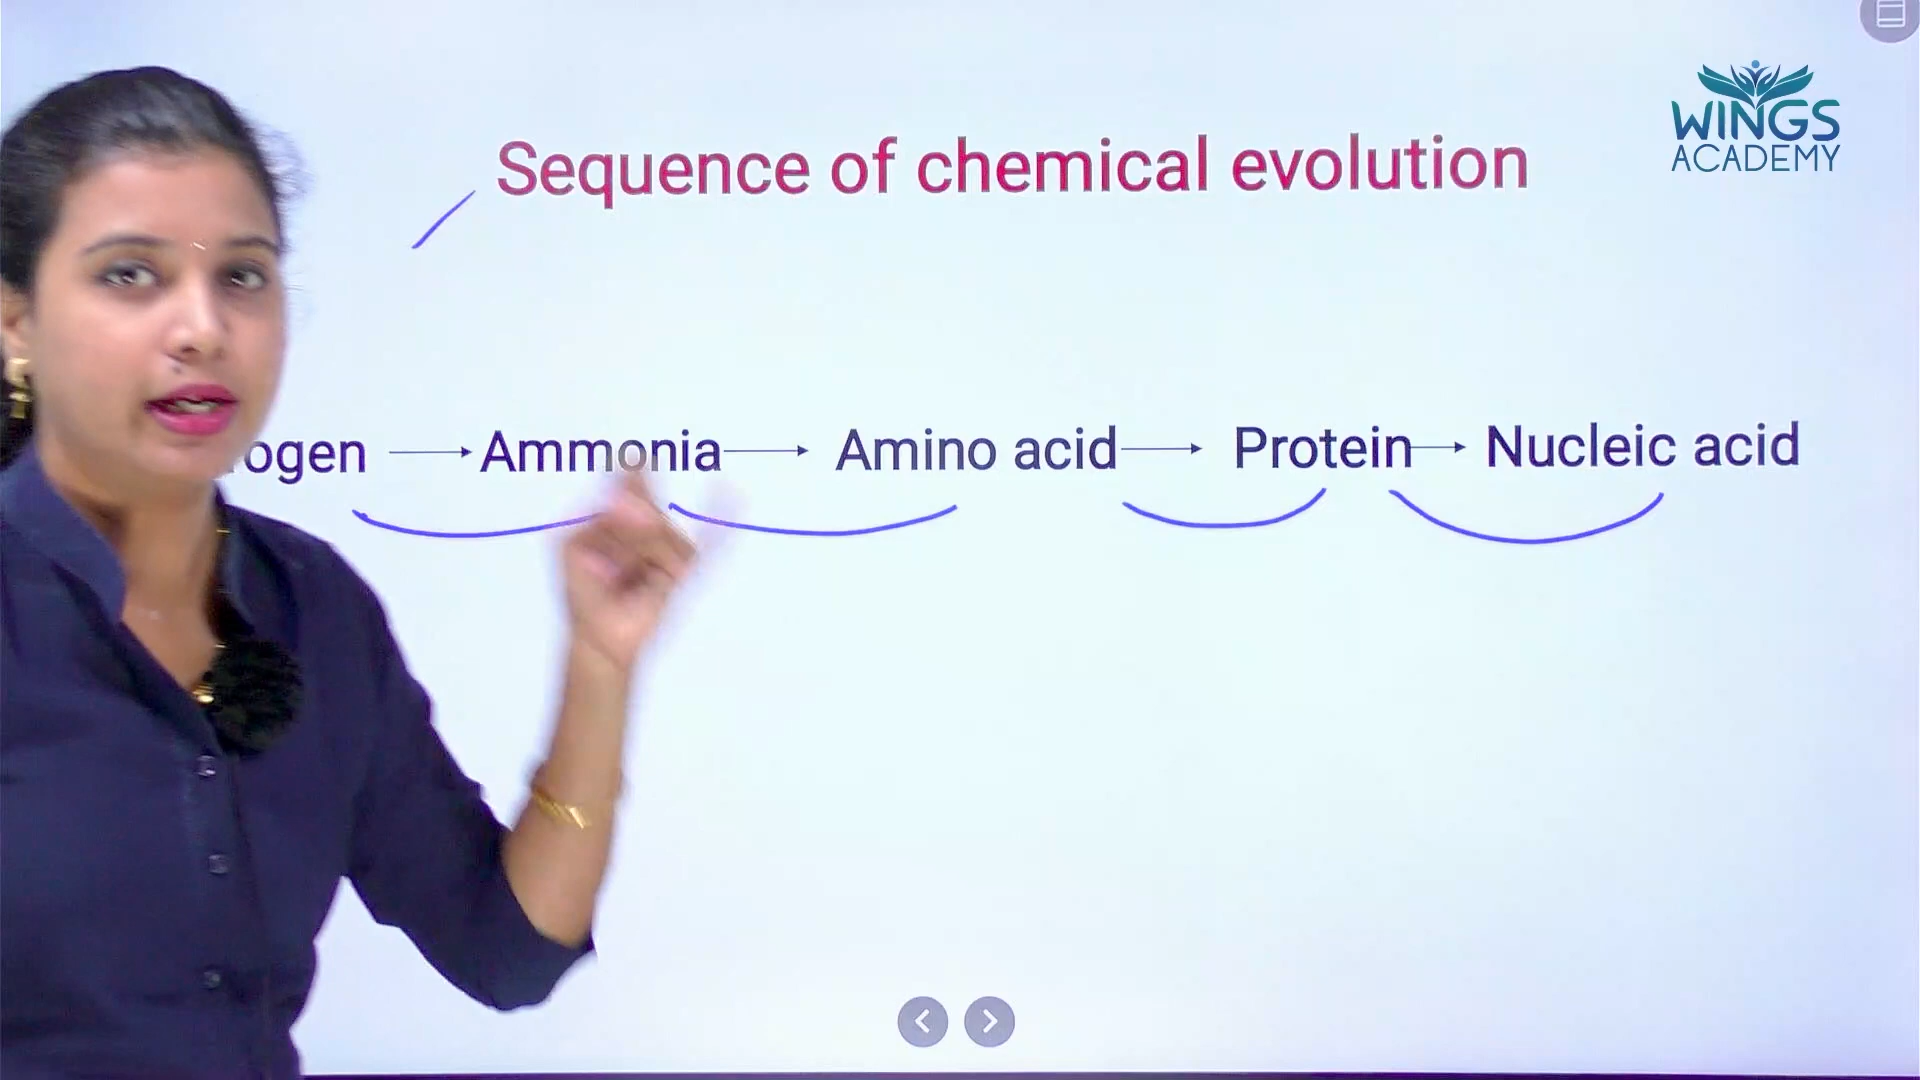 WINGS
ACADEMY
Sequence of chemical evolution
ogen → Ammonia → Amino acid → Protein → Nucleic acid